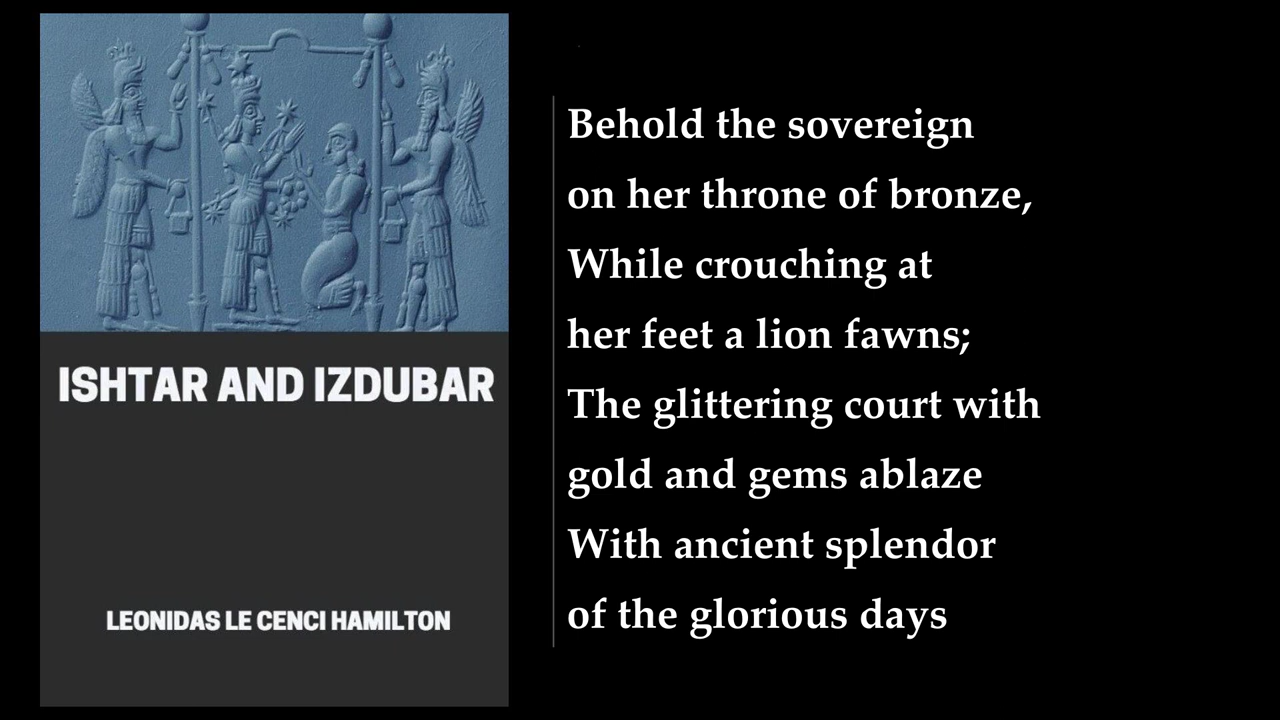 ISHTAR AND IZDUBAR
LEONIDAS LE CENCI HAMILTON
Behold the sovereign
on her throne of bronze,
While crouching at
her feet a lion fawns;
The glittering court with
gold and gems ablaze
With ancient splendor
of the glorious days